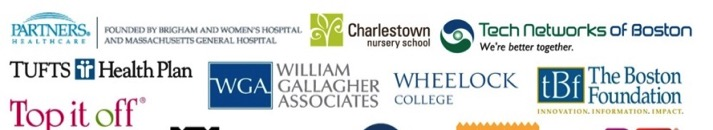 PARTNERS®
HEALTHCARE
FOUNDED BY BRIGHAM AND WOMEN'S HOSPITAL
AND MASSACHUSETTS GENERAL HOSPITAL
Charlestown
nursery school
Tech Networks of Boston
We're better together.
TUFTS Health Plan
WGA
WILLIAM
GALLAGHER
ASSOCIATES
WHEELOCK
COLLEGE
tBf
The Boston
Foundation
INNOVATION. INFORMATION. IMPACT.
Top it off®